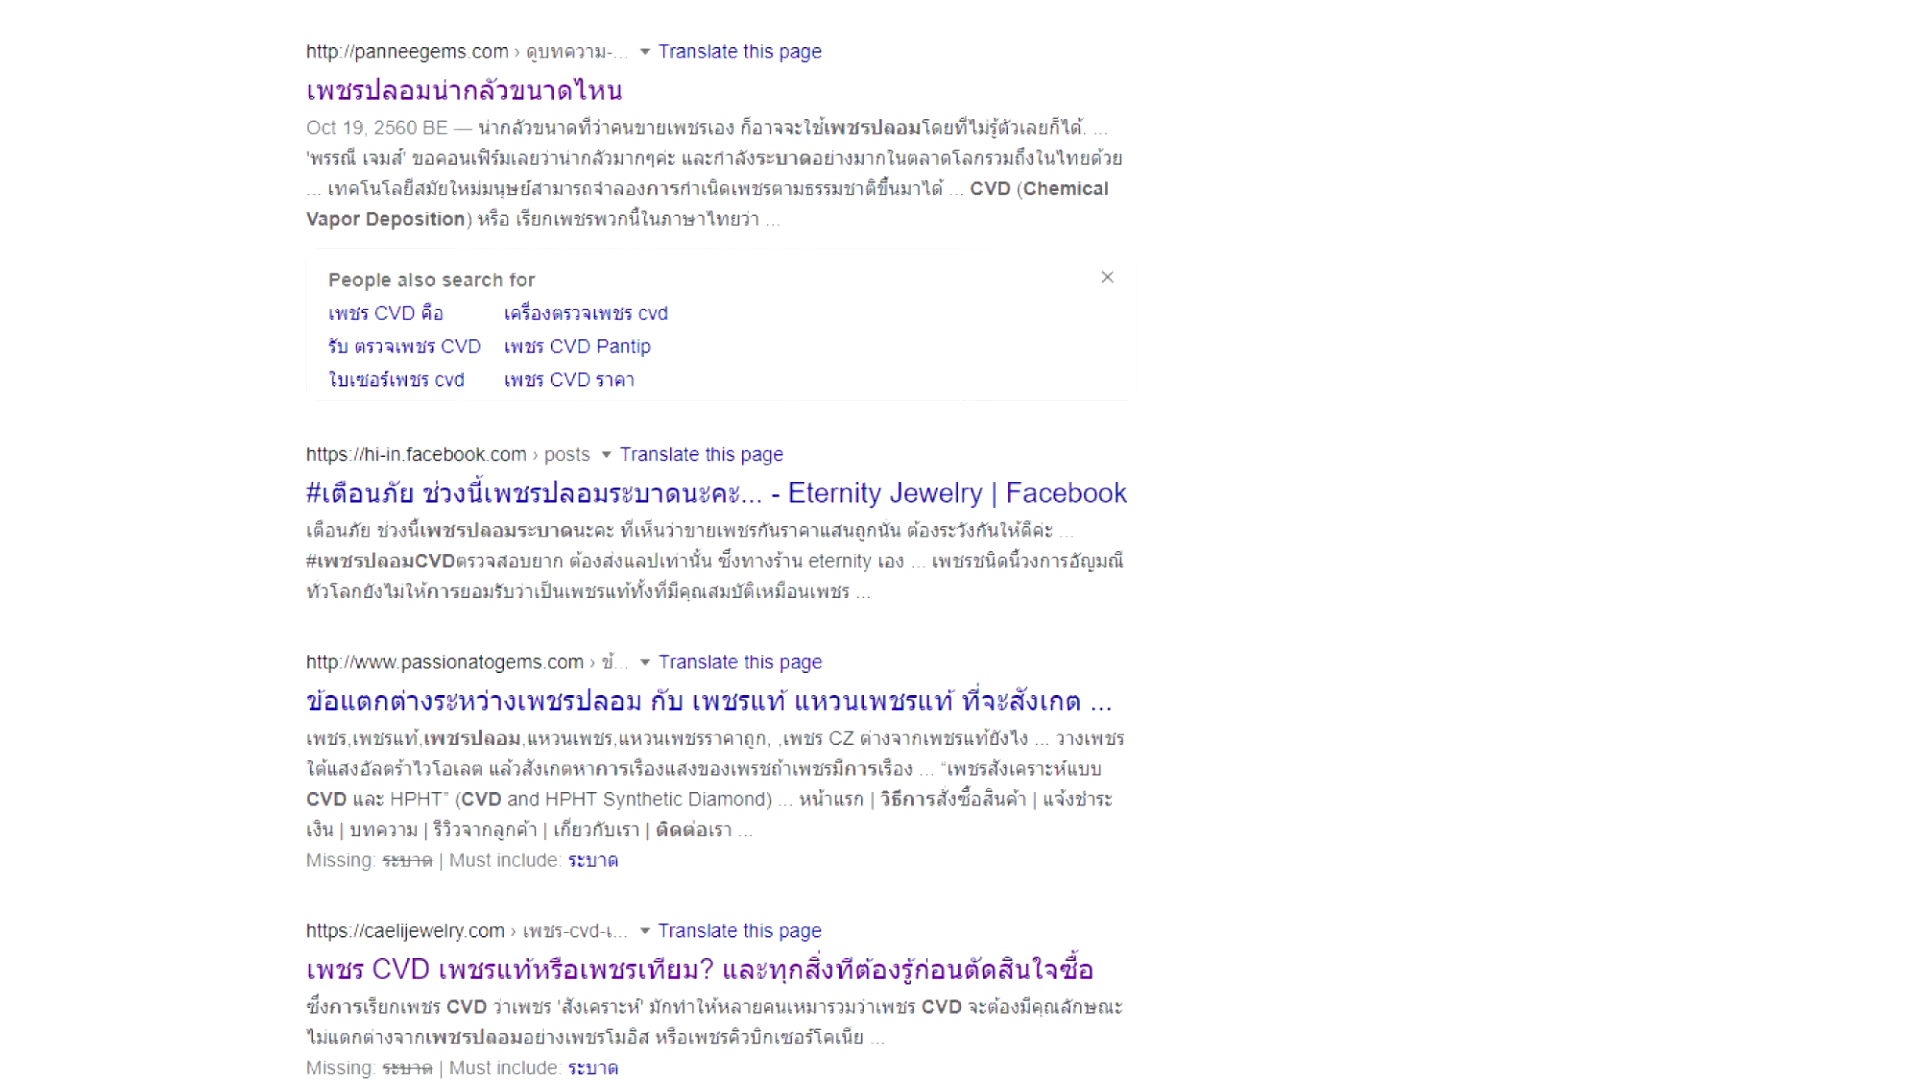 http://panneegems.com › ดูบทความ-... Translate this page
เพชรปลอมน่ากลัวขนาดไหน
Oct 19, 2560 BE — น่ากลัวขนาดที่ว่าคนขายเพชรเอง ก็อาจจะใช้เพชรปลอมโดยที่ไม่รู้ตัวเลยก็ได้. ...
'พรรณี เจมส์' ขอคอนเฟิร์มเลยว่าน่ากลัวมากๆค่ะ และกำลังระบาดอย่างมากในตลาดโลกรวมถึงในไทยด้วย
... เทคโนโลยีสมัยใหม่มนุษย์สามารถจำลองการกำเนิดเพชรตามธรรมชาติขึ้นมาได้ ... CVD (Chemical
Vapor Deposition) หรือ เรียกเพชรพวกนี้ในภาษาไทยว่า ...
People also search for
เพชร CVD คือ เครื่องตรวจเพชร cvd
รับ ตรวจเพชร CVD เพชร CVD Pantip
ใบเซอร์เพชร cvd เพชร CVD ราคา
https://hi-in.facebook.com › posts Translate this page
#เตือนภัย ช่วงนี้เพชรปลอมระบาดนะคะ... - Eternity Jewelry | Facebook
เตือนภัย ช่วงนี้เพชรปลอมระบาดนะคะ ที่เห็นว่าขายเพชรกันราคาแสนถูกนั่น ต้องระวังกันให้ดีค่ะ ...
#เพชรปลอมCVDตรวจสอบยาก ต้องส่งแลปเท่านั้น ซึ่งทางร้าน eternity เอง ... เพชรชนิดนี้วงการอัญมณี
ทั่วโลกยังไม่ให้การยอมรับว่าเป็นเพชรแท้ทั้งที่มีคุณสมบัติเหมือนเพชร ...
http://www.passionatogems.com › ข้... Translate this page
ข้อแตกต่างระหว่างเพชรปลอม กับ เพชรแท้ แหวนเพชรแท้ ที่จะสังเกต ...
เพชร,เพชรแท้,เพชรปลอม,แหวนเพชร,แหวนเพชรราคาถูก, ,เพชร CZ ต่างจากเพชรแท้ยังไง ... วางเพชร
ใต้แสงอัลตร้าไวโอเลต แล้วสังเกตหาการเรืองแสงของเพรชถ้าเพชรมีการเรือง ... “เพชรสังเคราะห์แบบ
CVD และ HPHT” (CVD and HPHT Synthetic Diamond) ... หน้าแรก | วิธีการสั่งซื้อสินค้า | แจ้งชำระ
เงิน | บทความ | รีวิวจากลูกค้า | เกี่ยวกับเรา | ติดต่อเรา ...
Missing: ระบาด | Must include: ระบาด
https://caelijewelry.com › เพชร-cvd-เ... Translate this page
เพชร CVD เพชรแท้หรือเพชรเทียม? และทุกสิ่งที่ต้องรู้ก่อนตัดสินใจซื้อ
ซึ่งการเรียกเพชร CVD ว่าเพชร 'สังเคราะห์' มักทำให้หลายคนเหมารวมว่าเพชร CVD จะต้องมีคุณลักษณะ
ไม่แตกต่างจากเพชรปลอมอย่างเพชรโมอิส หรือเพชรคิวบิกเซอร์โคเนีย ...
Missing: ระบาด | Must include: ระบาด